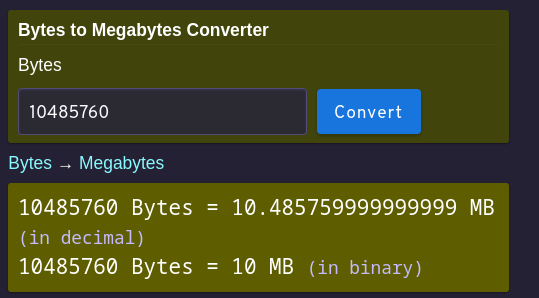 Bytes to Megabytes Converter
Bytes
10485760
Convert
Bytes → Megabytes
10485760 Bytes = 10.485759999999999 MB
(in decimal)
10485760 Bytes = 10 MB (in binary)